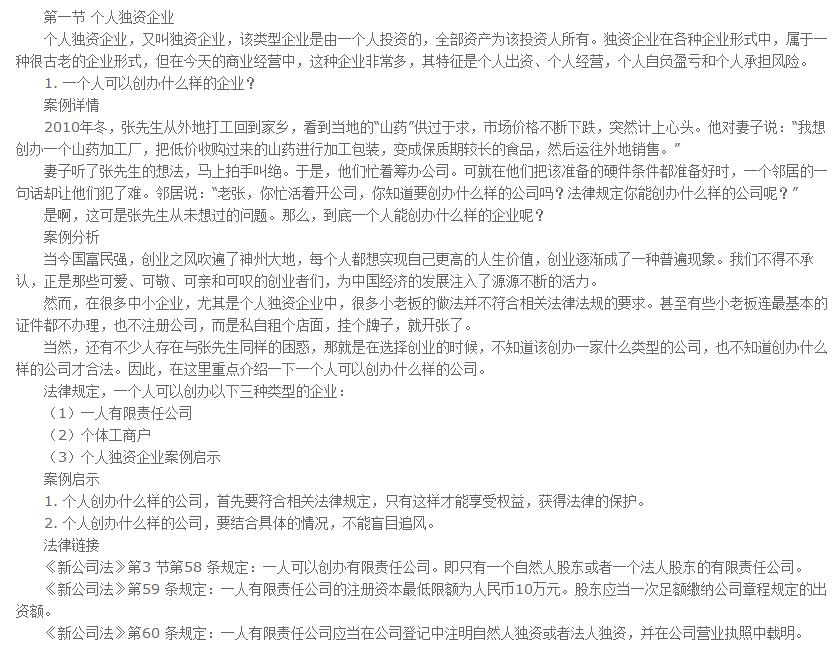 第一节 个人独资企业
个人独资企业，又叫独资企业，该类型企业是由一个人投资的，全部资产为该投资人所有。独资企业在各种企业形式中，属于一
种很古老的企业形式，但在今天的商业经营中，这种企业非常多，其特征是个人出资、个人经营，个人自负盈亏和个人承担风险。
1. 一个人可以创办什么样的企业？
案例详情
2010年冬，张先生从外地打工回到家乡，看到当地的“山药”供过于求，市场价格不断下跌，突然计上心头。他对妻子说：“我想
创办一个山药加工厂，把低价收购过来的山药进行加工包装，变成保质期较长的食品，然后运往外地销售。”
妻子听了张先生的想法，马上拍手叫绝。于是，他们忙着筹办公司。可就在他们把该准备的硬件条件都准备好时，一个邻居的一
句话却让他们犯了难。邻居说：“老张，你忙活着开公司，你知道要创办什么样的公司吗？法律规定你能创办什么样的公司呢？”
是啊，这可是张先生从未想过的问题。那么，到底一个人能创办什么样的企业呢？
案例分析
当今国富民强，创业之风吹遍了神州大地，每个人都想实现自己更高的人生价值，创业逐渐成了一种普遍现象。我们不得不承
认，正是那些可爱、可敬、可亲和可叹的创业者们，为中国经济的发展注入了源源不断的活力。
然而，在很多中小企业，尤其是个人独资企业中，很多小老板的做法并不符合相关法律法规的要求。甚至有些小老板连最基本的
证件都不办理，也不注册公司，而是私自租个店面，挂个牌子，就开张了。
当然，还有不少人存在与张先生同样的困惑，那就是在选择创业的时候，不知道该创办一家什么类型的公司，也不知道创办什么
样的公司才合法。因此，在这里重点介绍一下一个人可以创办什么样的公司。
法律规定，一个人可以创办以下三种类型的企业：
（1）一人有限责任公司
（2）个体工商户
（3）个人独资企业案例启示
案例启示
1. 个人创办什么样的公司，首先要符合相关法律规定，只有这样才能享受权益，获得法律的保护。
2. 个人创办什么样的公司，要结合具体的情况，不能盲目追风。
法律链接
《新公司法》第3 节第58 条规定：一人可以创办有限责任公司。即只有一个自然人股东或者一个法人股东的有限责任公司。
《新公司法》第59 条规定：一人有限责任公司的注册资本最低限额为人民币10万元。股东应当一次足额缴纳公司章程规定的出
资额。
《新公司法》第60 条规定：一人有限责任公司应当在公司登记中注明自然人独资或者法人独资，并在公司营业执照中载明。